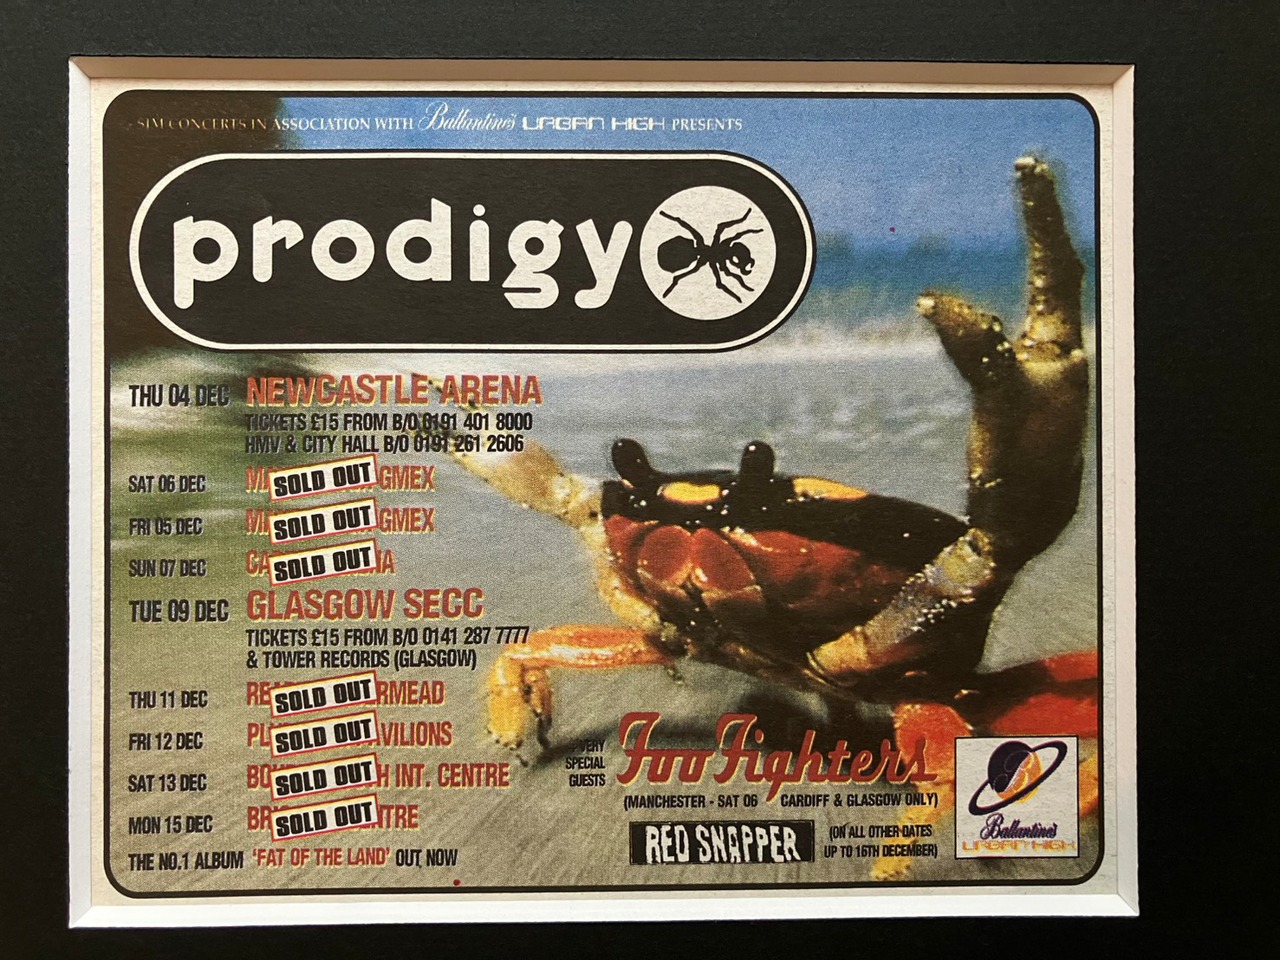 SJM CONCERTS IN ASSOCIATION WITH Ballantine's URBAN HIGH PRESENTS
prodigy
THU 04 DEC NEWCASTLE ARENA
TICKETS £15 FROM B/O 0191 401 8000
HMV & CITY HALL B/O 0191 261 2606
SAT 06 DEC SOLD OUT GMEX
FRI 05 DEC SOLD OUT GMEX
SUN 07 DEC SOLD OUT
TUE 09 DEC GLASGOW SECC
TICKETS £15 FROM B/O 0141 287 7777
& TOWER RECORDS (GLASGOW)
THU 11 DEC SOLD OUT RMEAD
FRI 12 DEC SOLD OUT VILIONS
SAT 13 DEC SOLD OUT H INT. CENTRE
MON 15 DEC SOLD OUT NTRE
THE NO.1 ALBUM 'FAT OF THE LAND' OUT NOW
VERY
SPECIAL
GUESTS
Foo Fighters
(MANCHESTER - SAT 06 CARDIFF & GLASGOW ONLY)
RED SNAPPER
(ON ALL OTHER DATES
UP TO 16TH DECEMBER)
B
Ballantine's
URBAN HIGH